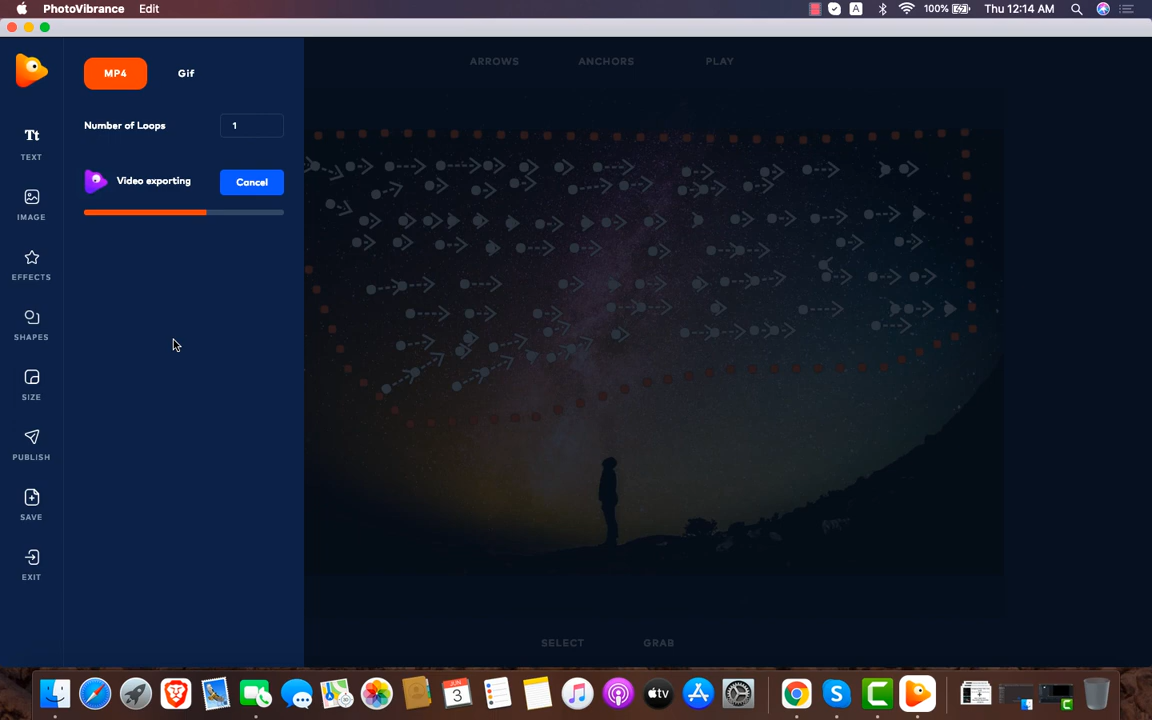 PhotoVibrance Edit
A
100%
Thu 12:14 AM
MP4 Gif
ARROWS ANCHORS PLAY
Number of Loops 1
Video exporting Cancel
Tt
TEXT
IMAGE
EFFECTS
SHAPES
SIZE
PUBLISH
SAVE
EXIT
SELECT GRAB
JUN
3
tv